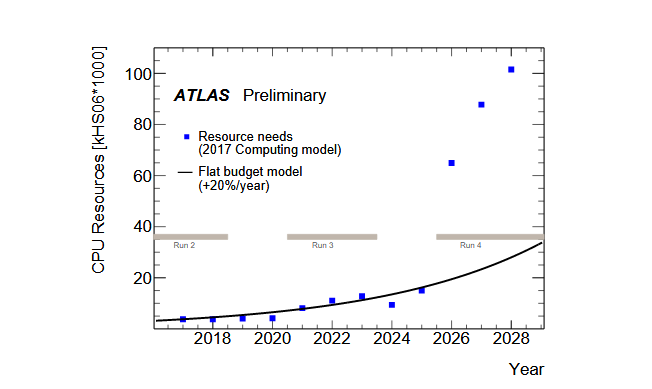 CPU Resources [kHS06*1000]
100
80
60
40
20
ATLAS Preliminary
Resource needs
(2017 Computing model)
Flat budget model
(+20%/year)
Run 2
Run 3
Run 4
2018
2020
2022
2024
2026
2028
Year